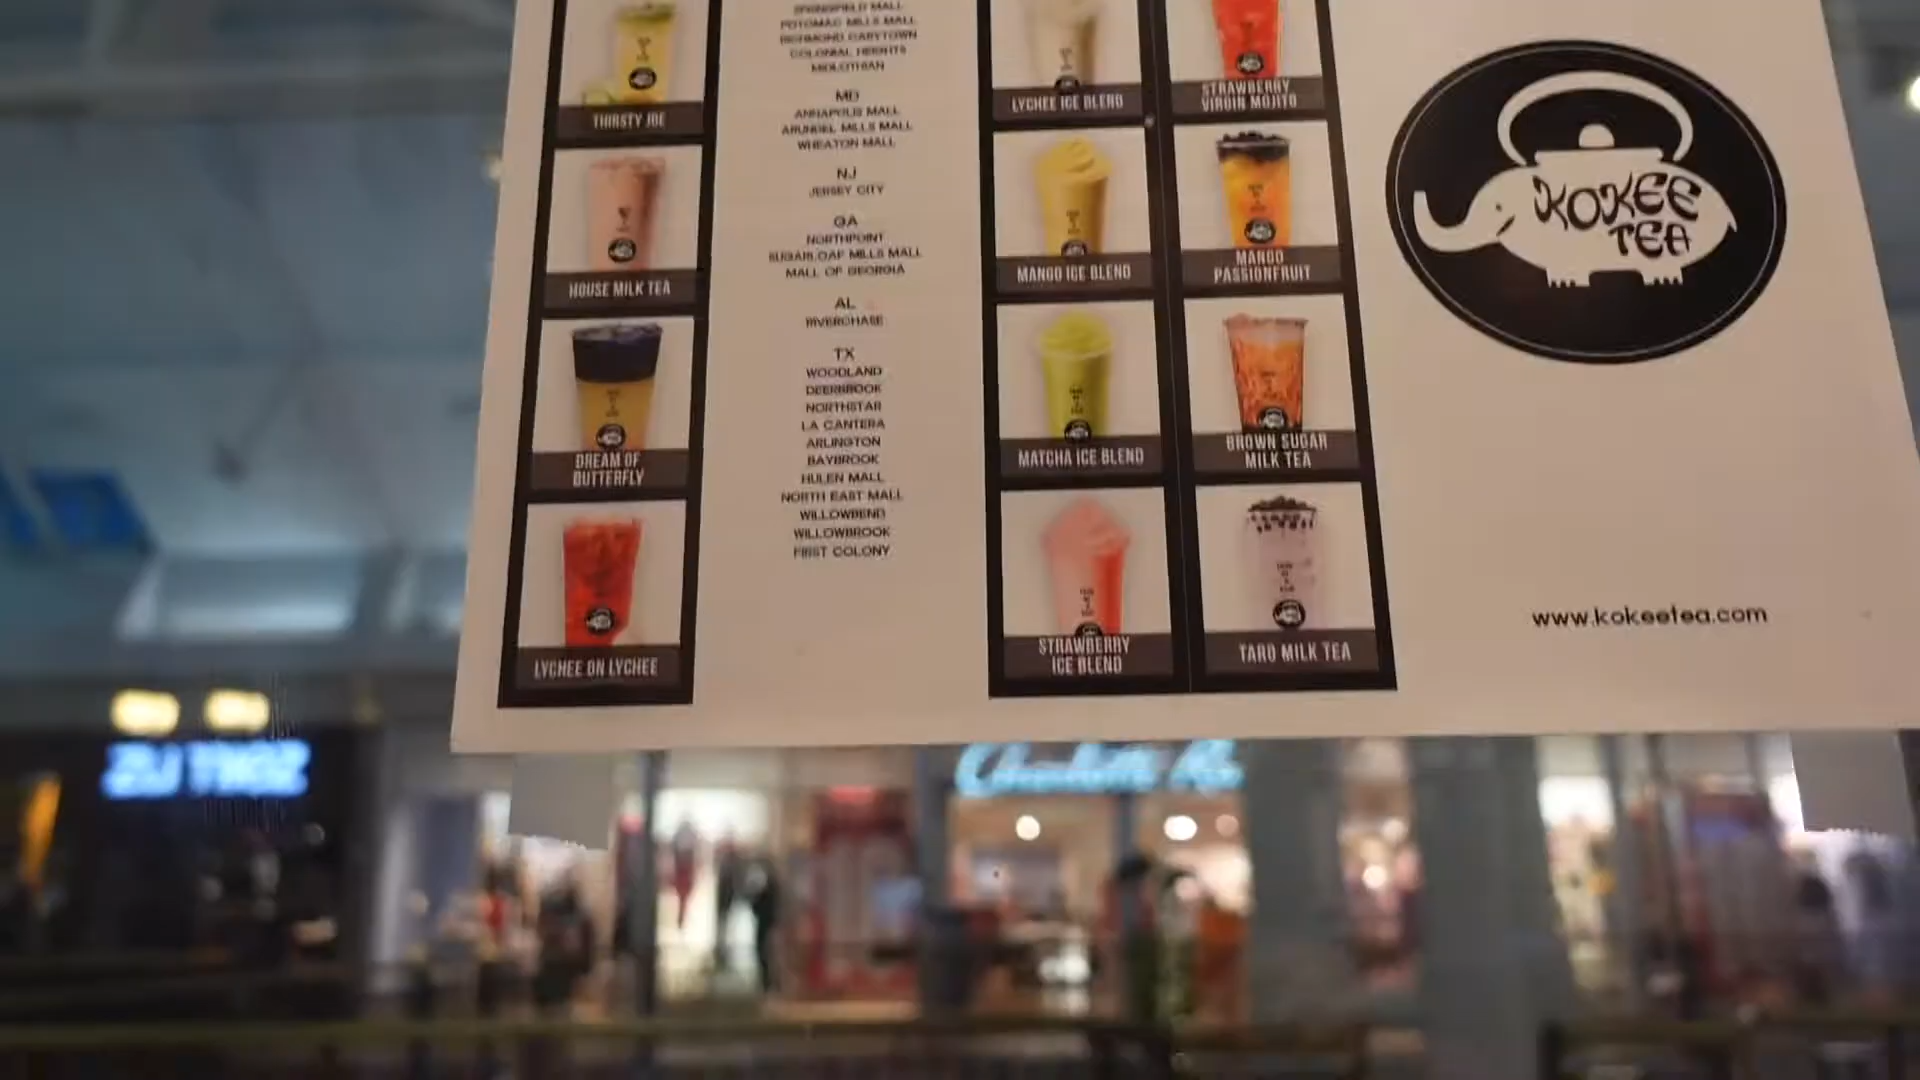 THIRSTY JOE
HOUSE MILK TEA
DREAM OF
BUTTERFLY
LYCHEE ON LYCHEE
SPRINGFIELD MALL
POTOMAC MILLS MALL
RICHMOND CARYTOWN
COLONIAL HEIGHTS
MIDLOTHIAN
MD
ANNAPOLIS MALL
ARUNDEL MILLS MALL
WHEATON MALL
NJ
JERSEY CITY
GA
NORTHPOINT
SUGARLOAF MILLS MALL
MALL OF GEORGIA
AL
RIVERCHASE
TX
WOODLAND
DEERBROOK
NORTHSTAR
LA CANTERA
ARLINGTON
BAYBROOK
HULEN MALL
NORTH EAST MALL
WILLOWBEND
WILLOWBROOK
FIRST COLONY
LYCHEE ICE BLEND
MANGO ICE BLEND
MATCHA ICE BLEND
STRAWBERRY
ICE BLEND
STRAWBERRY
VIRGIN MOJITO
MANGO
PASSIONFRUIT
BROWN SUGAR
MILK TEA
TARO MILK TEA
KOKEE
TEA
www.kokeetea.com